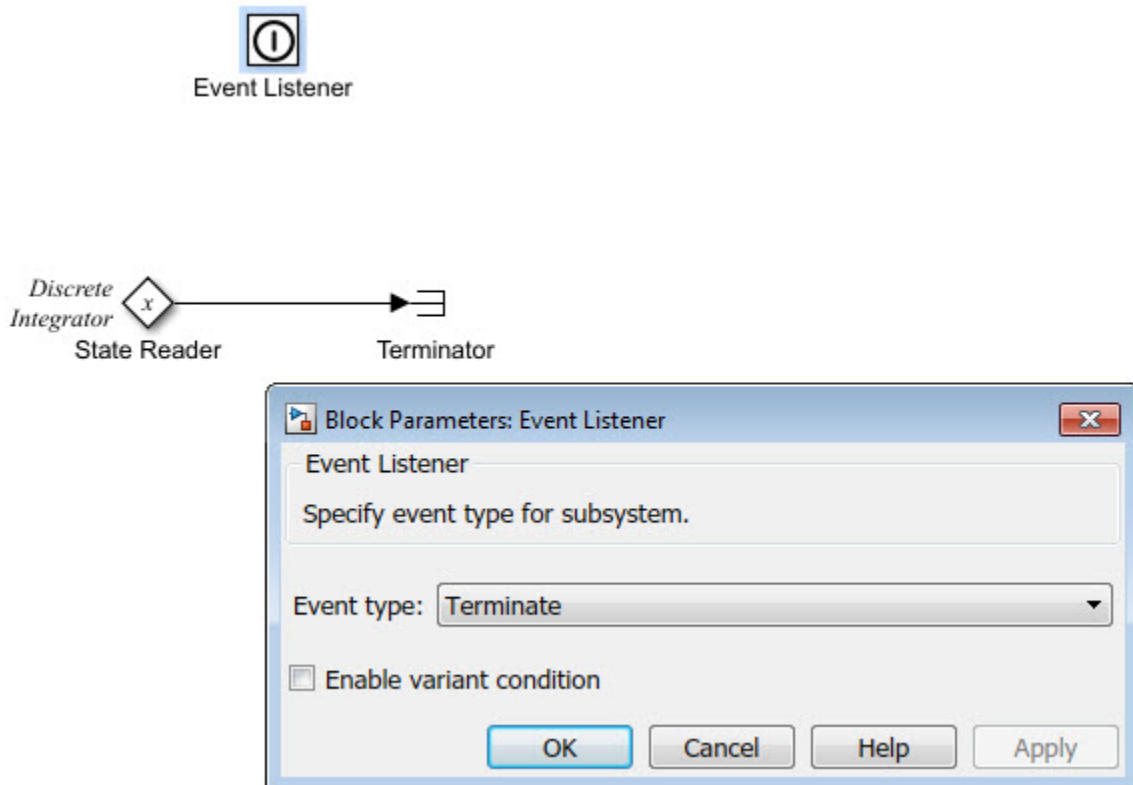 Event Listener
Discrete
Integrator
x
State Reader
Terminator
Block Parameters: Event Listener
Event Listener
Specify event type for subsystem.
Event type: Terminate
Enable variant condition
OK Cancel Help Apply